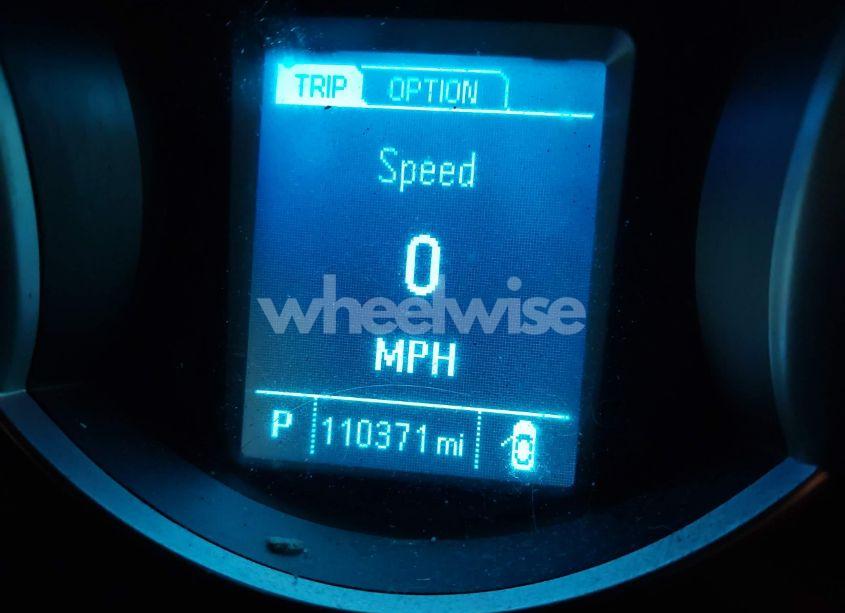 TRIP OPTION
Speed
0
wheelwise
MPH
P 110371 mi